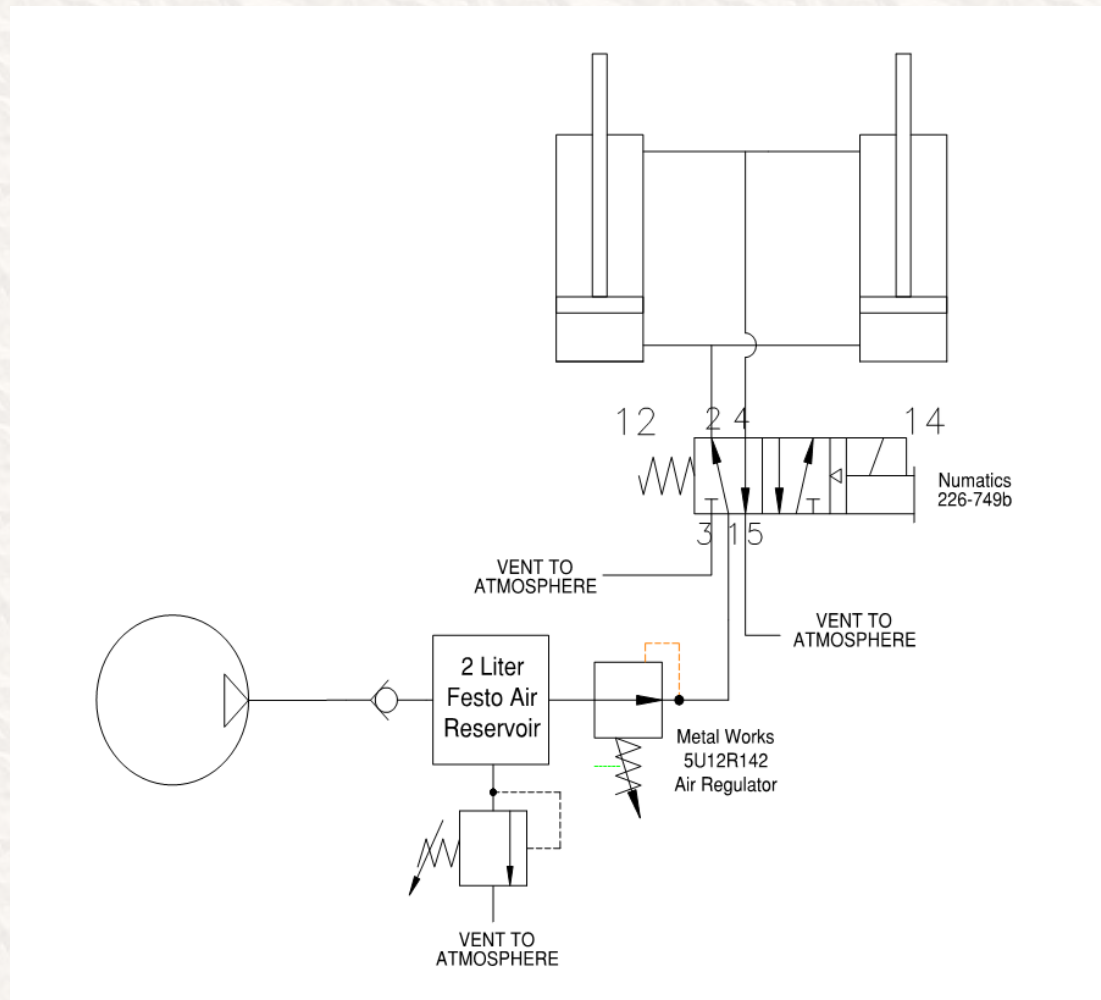 12
2 4
14
Numatics
226-749b
3 1 5
VENT TO
ATMOSPHERE
VENT TO
ATMOSPHERE
2 Liter
Festo Air
Reservoir
Metal Works
5U12R142
Air Regulator
VENT TO
ATMOSPHERE